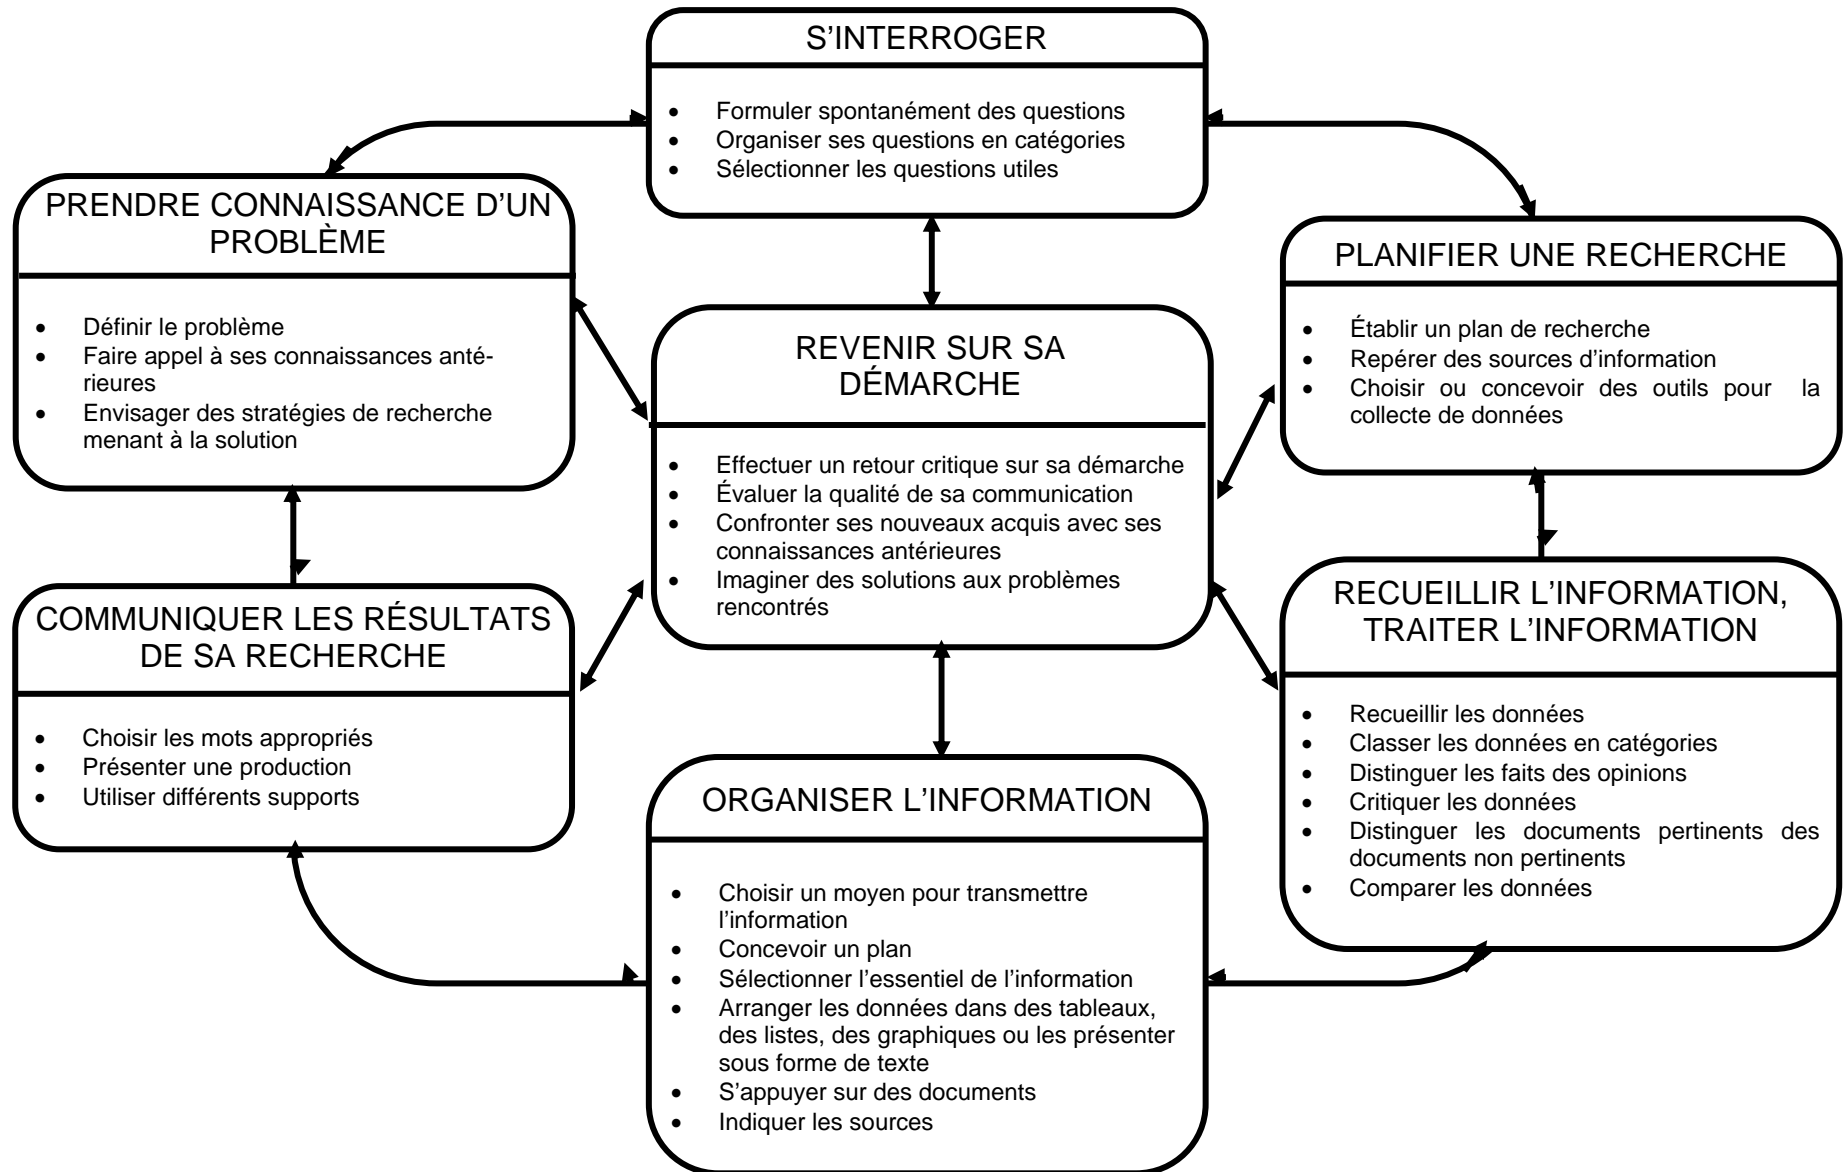 S’INTERROGER
• Formuler spontanément des questions
• Organiser ses questions en catégories
• Sélectionner les questions utiles
PRENDRE CONNAISSANCE D’UN
PROBLÈME
• Définir le problème
• Faire appel à ses connaissances anté-
rieures
• Envisager des stratégies de recherche
menant à la solution
PLANIFIER UNE RECHERCHE
• Établir un plan de recherche
• Repérer des sources d’information
• Choisir ou concevoir des outils pour la
collecte de données
REVENIR SUR SA
DÉMARCHE
• Effectuer un retour critique sur sa démarche
• Évaluer la qualité de sa communication
• Confronter ses nouveaux acquis avec ses
connaissances antérieures
• Imaginer des solutions aux problèmes
rencontrés
COMMUNIQUER LES RÉSULTATS
DE SA RECHERCHE
• Choisir les mots appropriés
• Présenter une production
• Utiliser différents supports
RECUEILLIR L’INFORMATION,
TRAITER L’INFORMATION
• Recueillir les données
• Classer les données en catégories
• Distinguer les faits des opinions
• Critiquer les données
• Distinguer les documents pertinents des
documents non pertinents
• Comparer les données
ORGANISER L’INFORMATION
• Choisir un moyen pour transmettre
l’information
• Concevoir un plan
• Sélectionner l’essentiel de l’information
• Arranger les données dans des tableaux,
des listes, des graphiques ou les présenter
sous forme de texte
• S’appuyer sur des documents
• Indiquer les sources